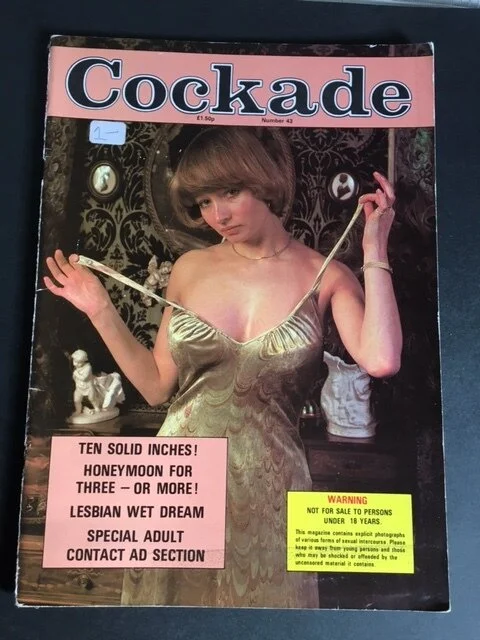 Cockade
£1.50p Number 43
1-
TEN SOLID INCHES!
HONEYMOON FOR
THREE – OR MORE!
LESBIAN WET DREAM
SPECIAL ADULT
CONTACT AD SECTION
WARNING
NOT FOR SALE TO PERSONS
UNDER 18 YEARS
This magazine contains explicit photographs
of various forms of sexual intercourse. Please
keep it away from young persons and those
who may be shocked or offended by the
uncensored material it contains.